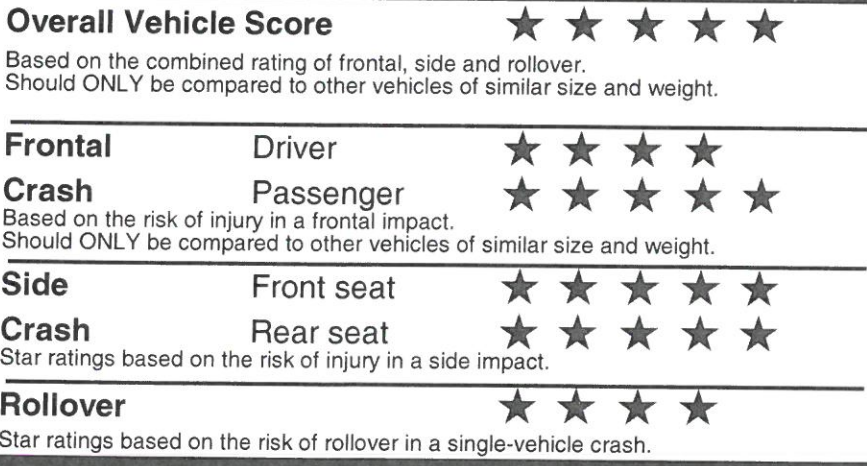 Overall Vehicle Score ★ ★ ★ ★ ★
Based on the combined rating of frontal, side and rollover.
Should ONLY be compared to other vehicles of similar size and weight.
Frontal Driver ★ ★ ★ ★
Crash Passenger ★ ★ ★ ★ ★
Based on the risk of injury in a frontal impact.
Should ONLY be compared to other vehicles of similar size and weight.
Side Front seat ★ ★ ★ ★ ★
Crash Rear seat ★ ★ ★ ★ ★
Star ratings based on the risk of injury in a side impact.
Rollover ★ ★ ★ ★
Star ratings based on the risk of rollover in a single-vehicle crash.